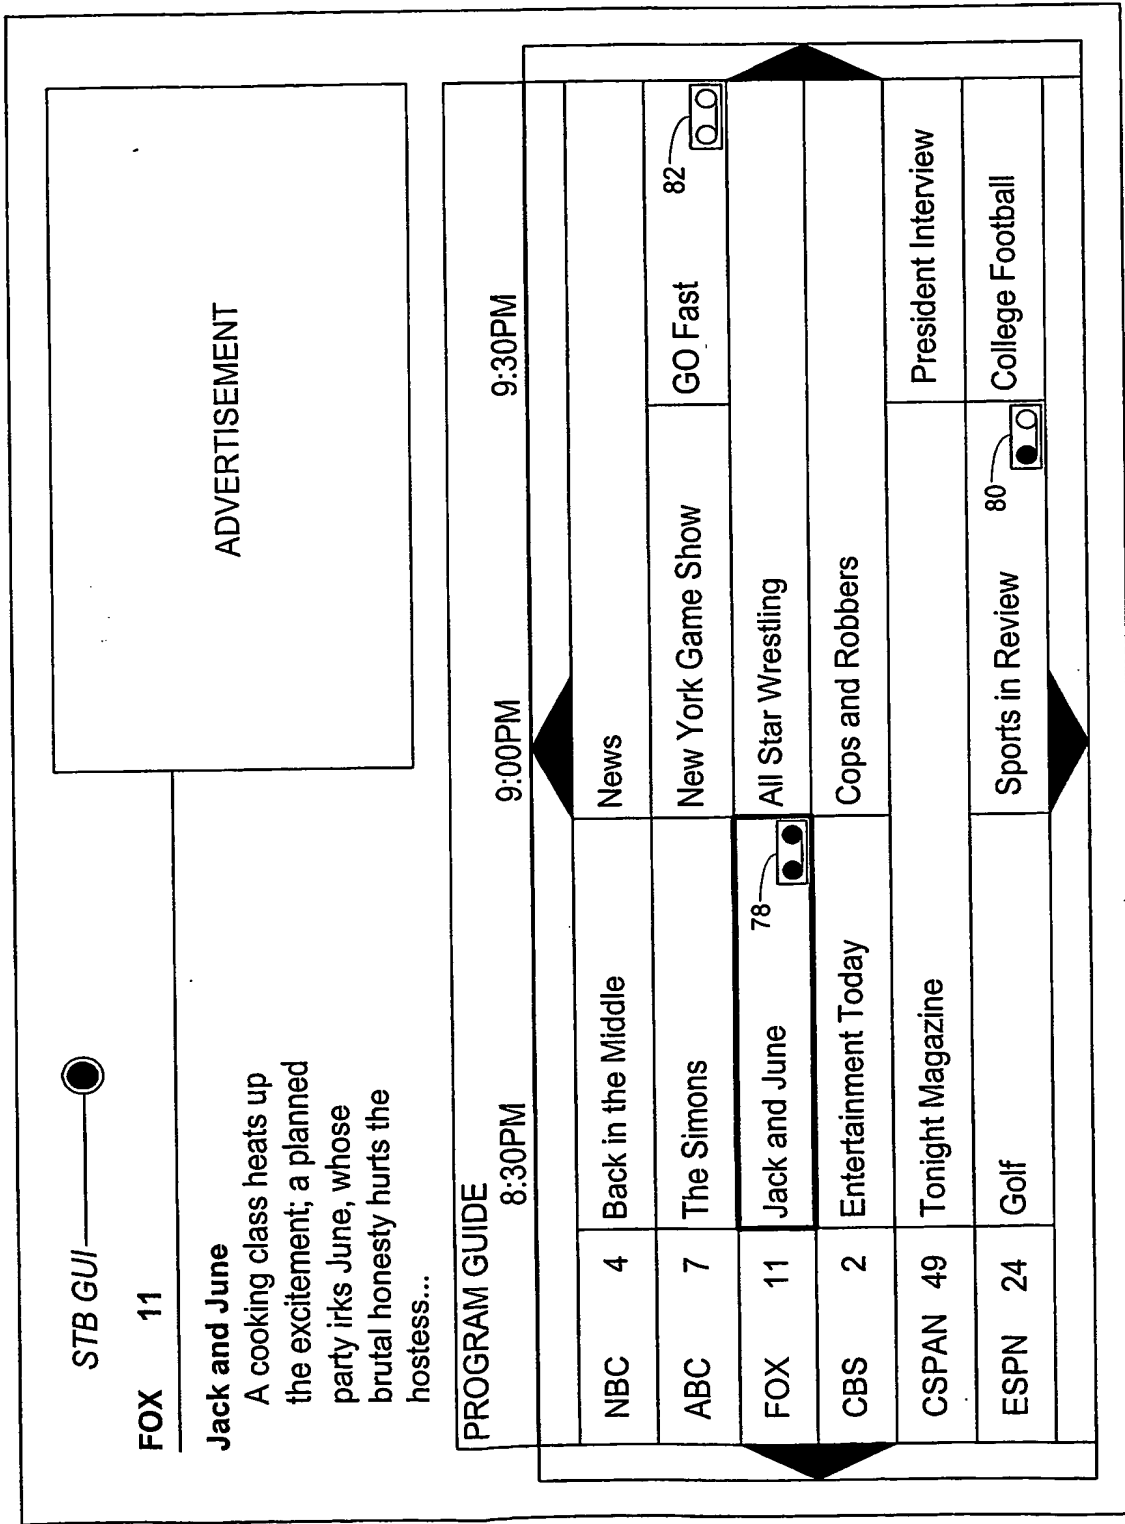 STB GUI
FOX 11
Jack and June
A cooking class heats up
the excitement; a planned
party irks June, whose
brutal honesty hurts the
hostess...
ADVERTISEMENT
PROGRAM GUIDE
8:30PM 9:00PM 9:30PM
NBC 4 Back in the Middle News
ABC 7 The Simons New York Game Show GO Fast 82
FOX 11 Jack and June 78 All Star Wrestling
CBS 2 Entertainment Today Cops and Robbers
CSPAN 49 Tonight Magazine President Interview
ESPN 24 Golf Sports in Review 80 College Football